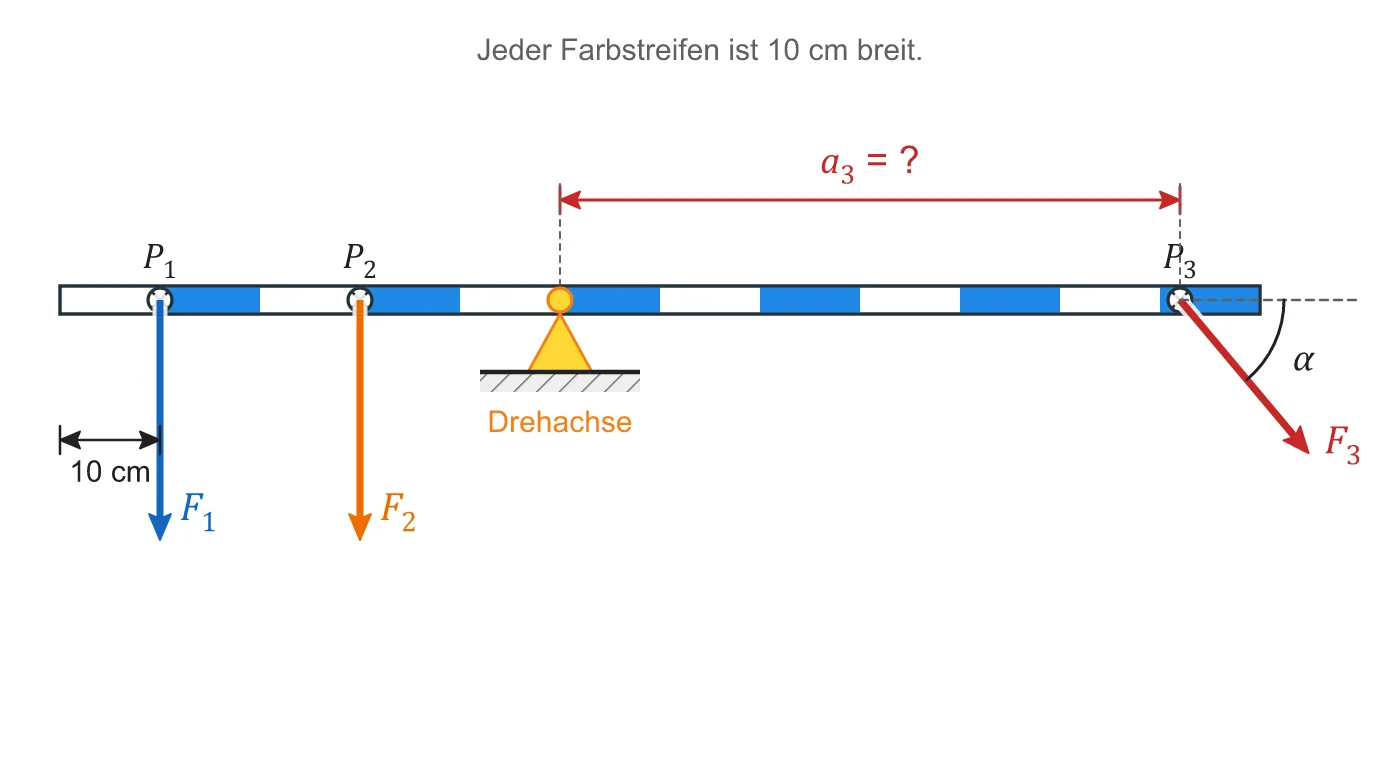 Jeder Farbstreifen ist 10 cm breit.
a₃ = ?
P₁
P₂
P₃
α
Drehachse
F₃
10 cm
F₁
F₂